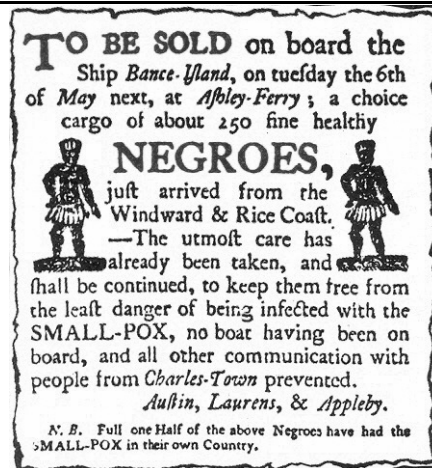 TO BE SOLD on board the
Ship Bance-Yſland, on tueſday the 6th
of May next, at Aſhley-Ferry ; a choice
cargo of about 250 fine healthy
NEGROES,
juſt arrived from the
Windward & Rice Coaſt.
—The utmoſt care has
already been taken, and
ſhall be continued, to keep them free from
the leaſt danger of being infected with the
SMALL-POX, no boat having been on
board, and all other communication with
people from Charles-Town prevented.
Auſtin, Laurens, & Appleby.
N. B. Full one Half of the above Negroes have had the
SMALL-POX in their own Country.